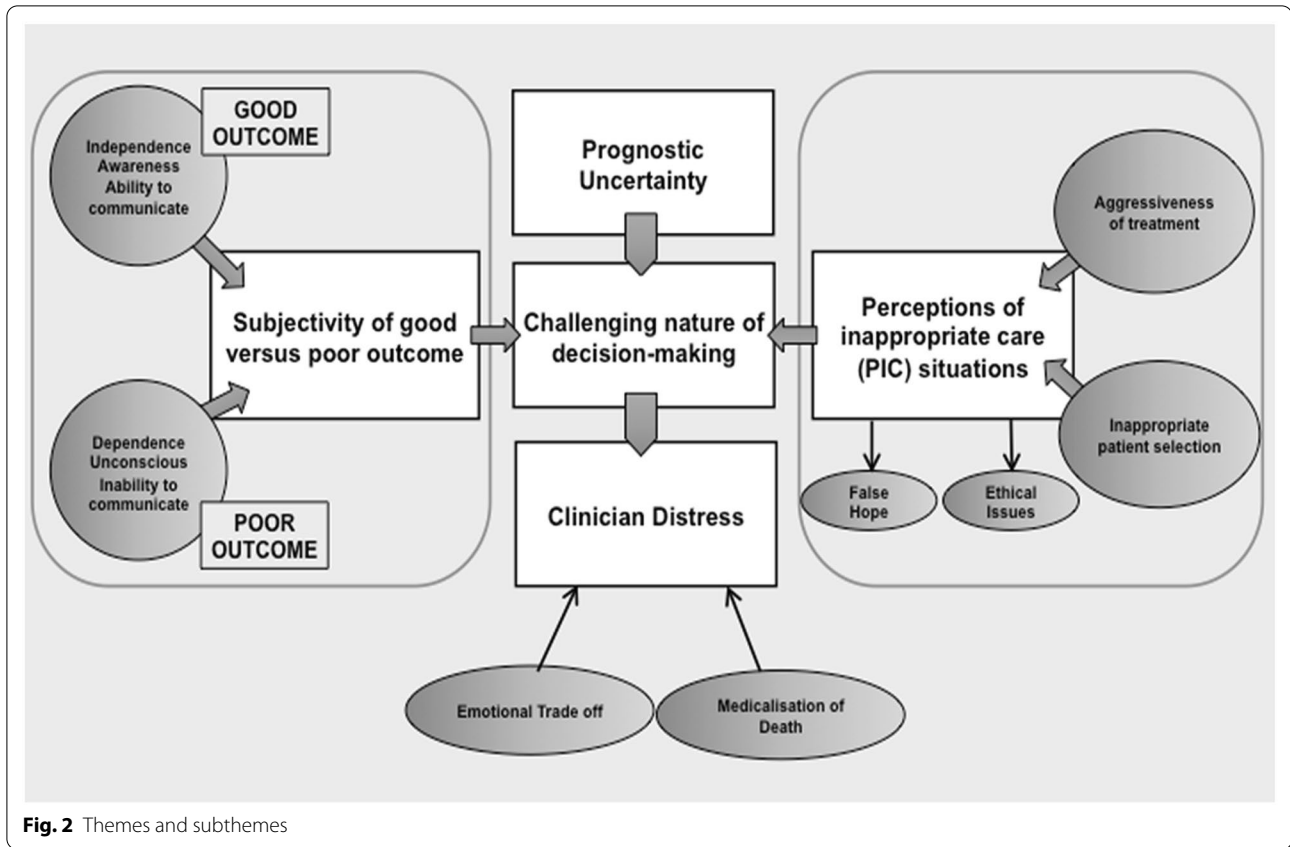 GOOD
OUTCOME
Independence
Awareness
Ability to
communicate
Subjectivity of good
versus poor outcome
Dependence
Unconscious
Inability to
communicate
POOR
OUTCOME
Prognostic
Uncertainty
Challenging nature of
decision-making
Clinician Distress
Emotional Trade off
Medicalisation of
Death
Aggressiveness
of treatment
Perceptions of
inappropriate care
(PIC) situations
Inappropriate
patient selection
False
Hope
Ethical
Issues
Fig. 2 Themes and subthemes